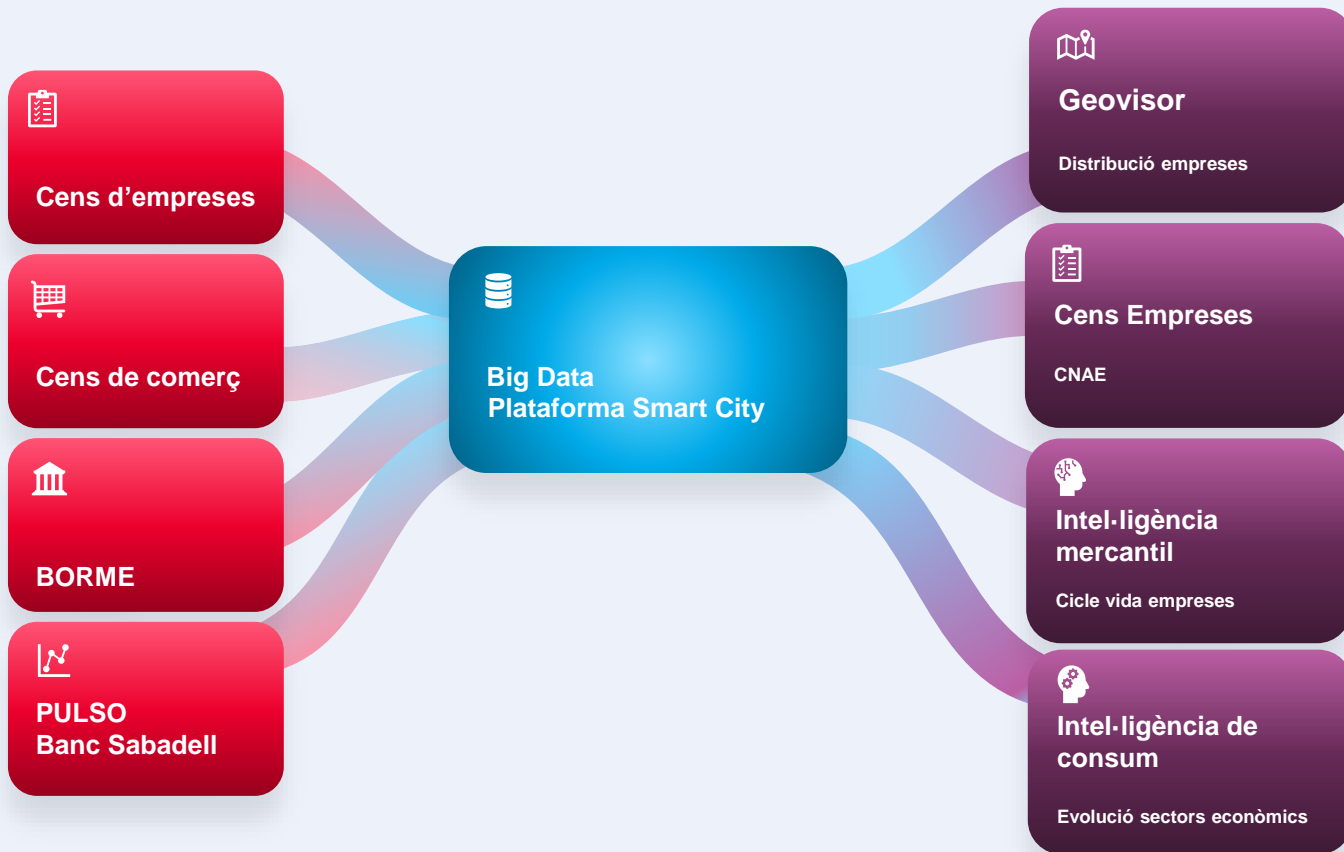 Cens d’empreses
Cens de comerç
BORME
PULSO
Banc Sabadell
Big Data
Plataforma Smart City
Geovisor
Distribució empreses
Cens Empreses
CNAE
Intel·ligència
mercantil
Cicle vida empreses
Intel·ligència de
consum
Evolució sectors econòmics